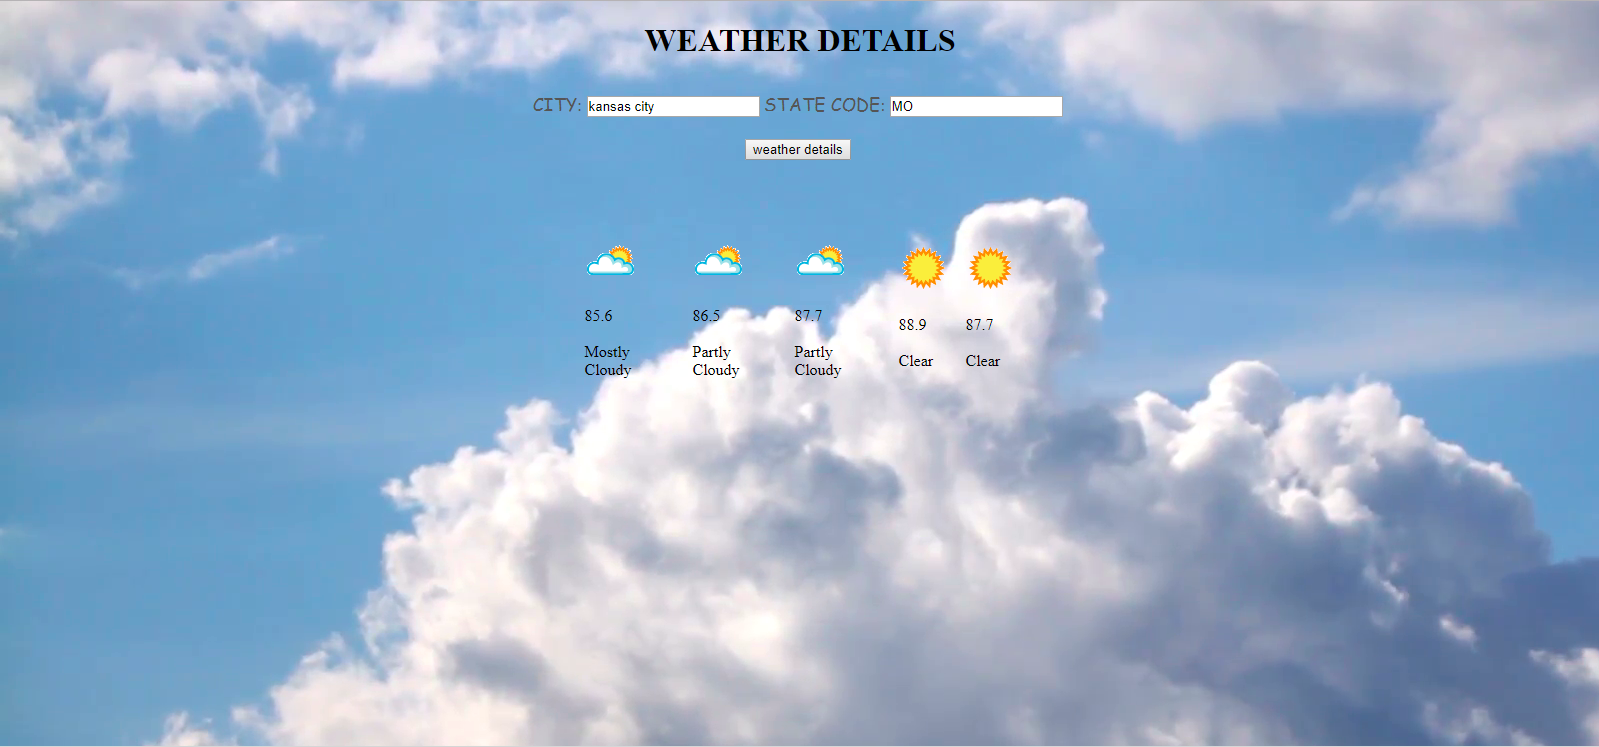 WEATHER DETAILS
CITY: kansas city STATE CODE: MO
weather details
85.6 86.5 87.7 88.9 87.7
Mostly Cloudy Partly Cloudy Partly Cloudy Clear Clear